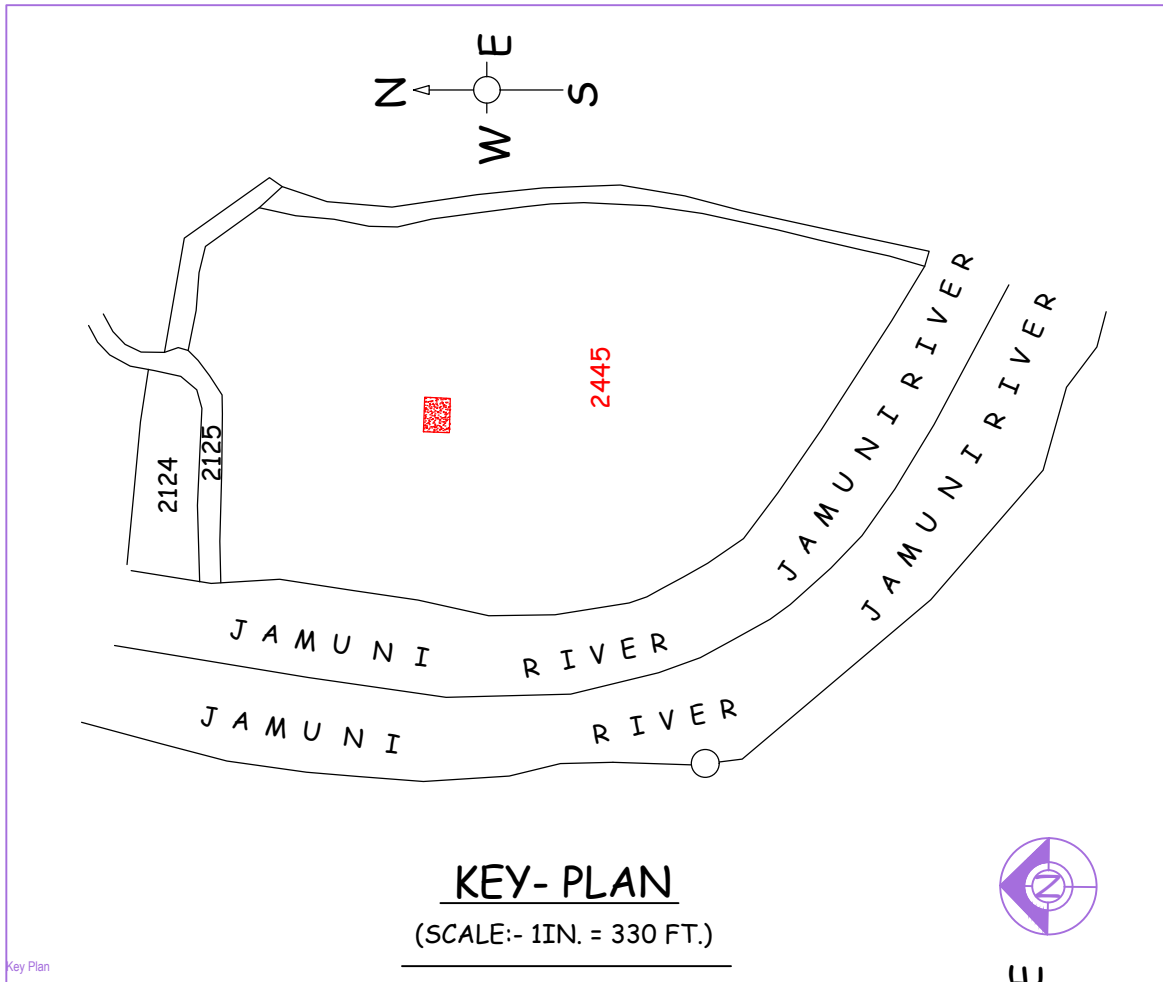 E
N S
W
2445
2125
2124
JAMUNI RIVER
JAMUNI RIVER
JAMUNI RIVER
JAMUNI RIVER
KEY- PLAN
(SCALE:- 1IN. = 330 FT.)
N
Key Plan
E